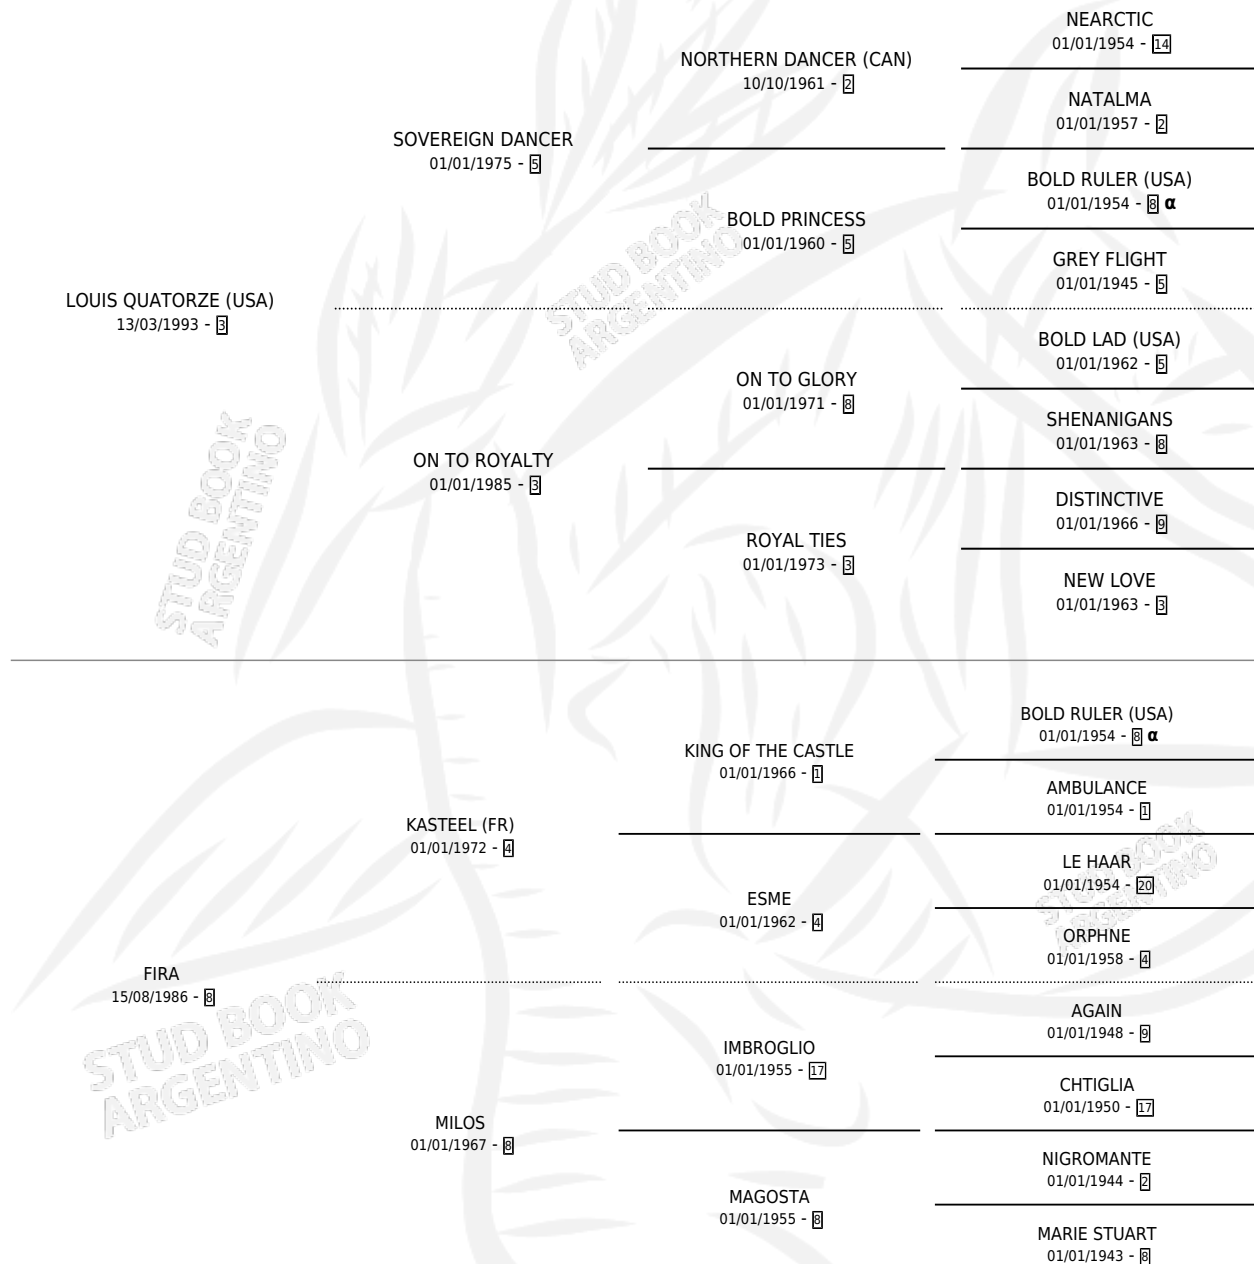 NEARCTIC
01/01/1954 - 14
NORTHERN DANCER (CAN)
10/10/1961 - 2
NATALMA
01/01/1957 - 2
SOVEREIGN DANCER
01/01/1975 - 5
BOLD RULER (USA)
01/01/1954 - 8 α
BOLD PRINCESS
01/01/1960 - 5
GREY FLIGHT
01/01/1945 - 5
LOUIS QUATORZE (USA)
13/03/1993 - 3
BOLD LAD (USA)
01/01/1962 - 5
ON TO GLORY
01/01/1971 - 8
SHENANIGANS
01/01/1963 - 8
ON TO ROYALTY
01/01/1985 - 3
DISTINCTIVE
01/01/1966 - 9
ROYAL TIES
01/01/1973 - 3
NEW LOVE
01/01/1963 - 3
BOLD RULER (USA)
01/01/1954 - 8 α
KING OF THE CASTLE
01/01/1966 - 1
AMBULANCE
01/01/1954 - 1
KASTEEL (FR)
01/01/1972 - 4
LE HAAR
01/01/1954 - 20
ESME
01/01/1962 - 4
ORPHNE
01/01/1958 - 4
FIRA
15/08/1986 - 8
AGAIN
01/01/1948 - 9
IMBROGLIO
01/01/1955 - 17
CHTIGLIA
01/01/1950 - 17
MILOS
01/01/1967 - 8
NIGROMANTE
01/01/1944 - 2
MAGOSTA
01/01/1955 - 8
MARIE STUART
01/01/1943 - 8
STUD BOOK
ARGENTINO
STUD BOOK
ARGENTINO
STUD BOOK
ARGENTINO
STUD BOOK
ARGENTINO